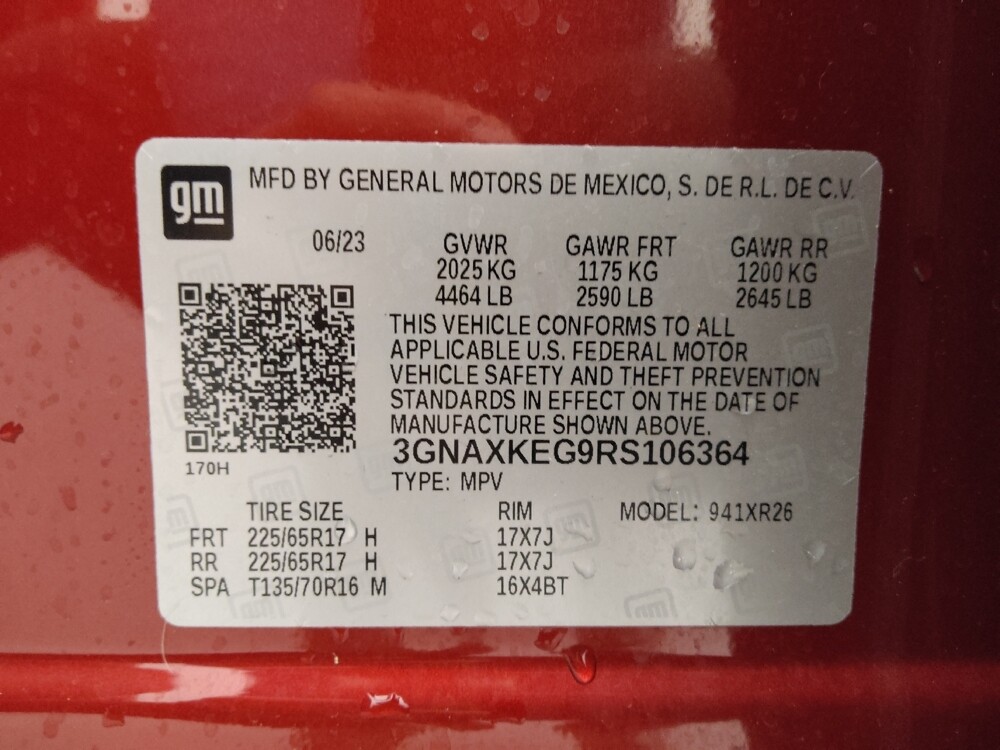 gm MFD BY GENERAL MOTORS DE MEXICO, S. DE R.L. DE C.V.
06/23 GVWR GAWR FRT GAWR RR
2025 KG 1175 KG 1200 KG
4464 LB 2590 LB 2645 LB
THIS VEHICLE CONFORMS TO ALL
APPLICABLE U.S. FEDERAL MOTOR
VEHICLE SAFETY AND THEFT PREVENTION
STANDARDS IN EFFECT ON THE DATE OF
MANUFACTURE SHOWN ABOVE.
3GNAXKEG9RS106364
170H
TYPE: MPV
TIRE SIZE RIM MODEL: 941XR26
FRT 225/65R17 H 17X7J
RR 225/65R17 H 17X7J
SPA T135/70R16 M 16X4BT